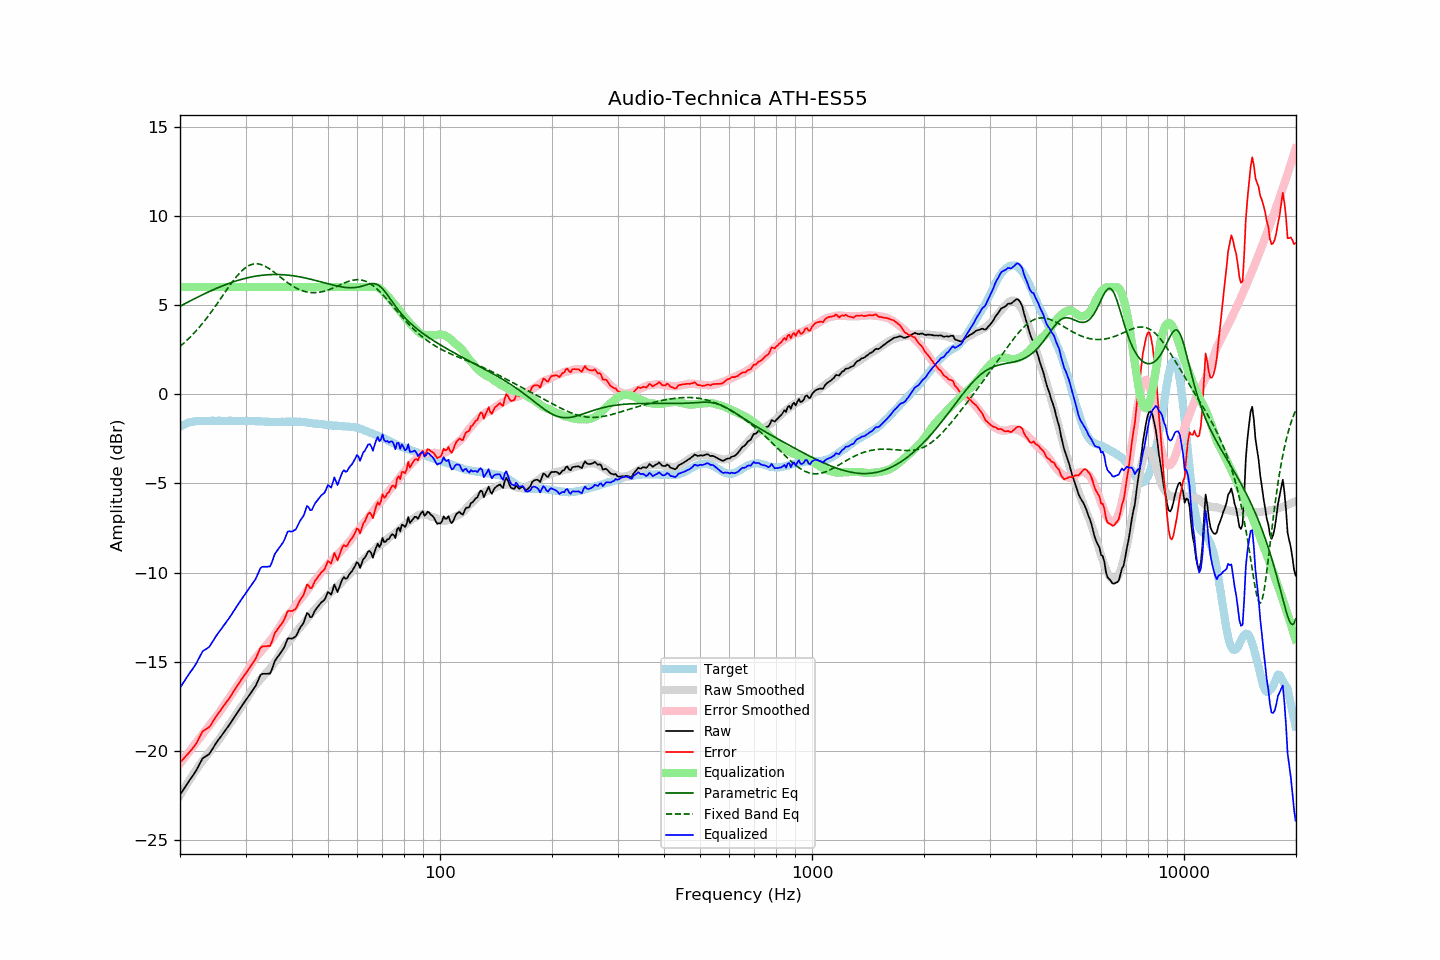 Audio-Technica ATH-ES55
15
10
5
0
−5
−10
−15
−20
−25
Amplitude (dBr)
Target
Raw Smoothed
Error Smoothed
Raw
Error
Equalization
Parametric Eq
Fixed Band Eq
Equalized
100
1000
10000
Frequency (Hz)